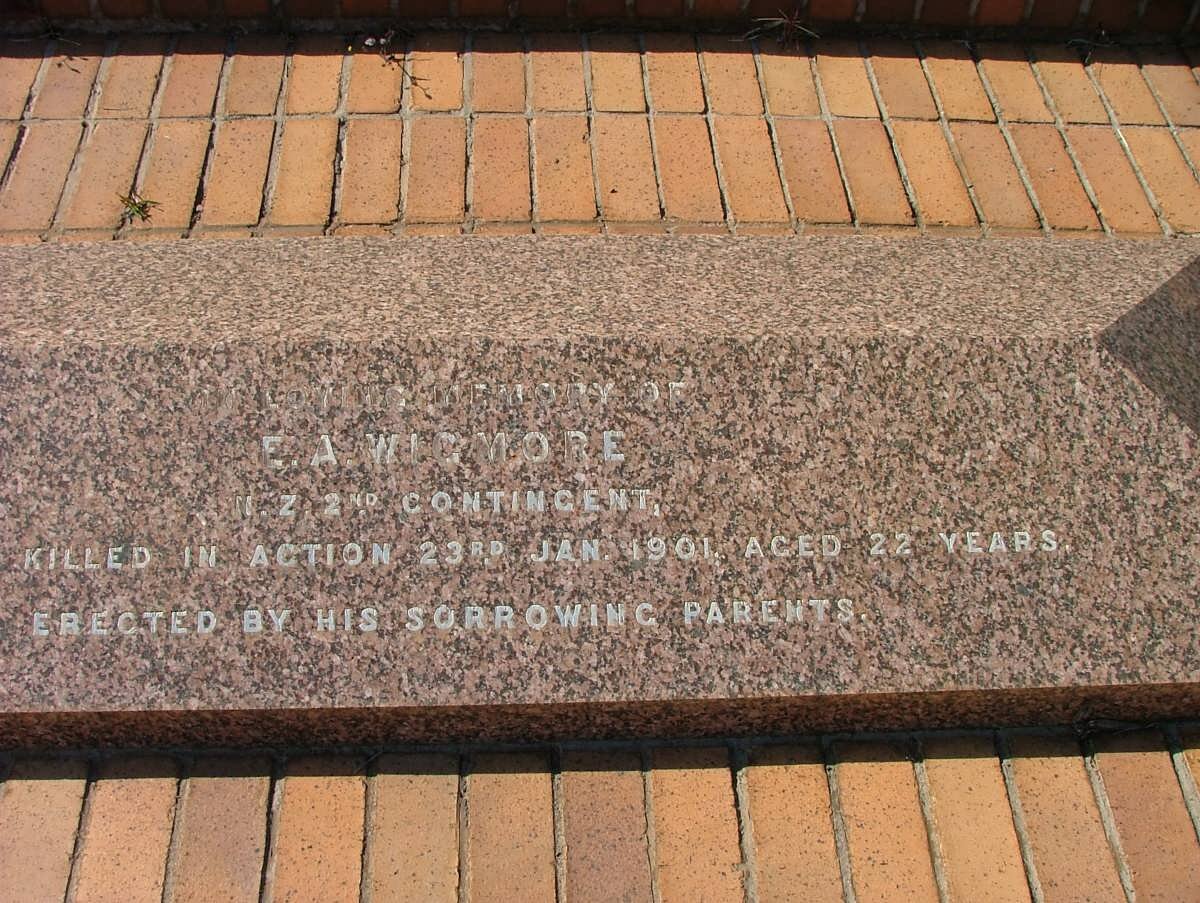 IN LOVING MEMORY OF
E. A. WIGMORE
N.Z. 2ND CONTINGENT,
KILLED IN ACTION 23RD JAN. 1901. AGED 22 YEARS.
ERECTED BY HIS SORROWING PARENTS.